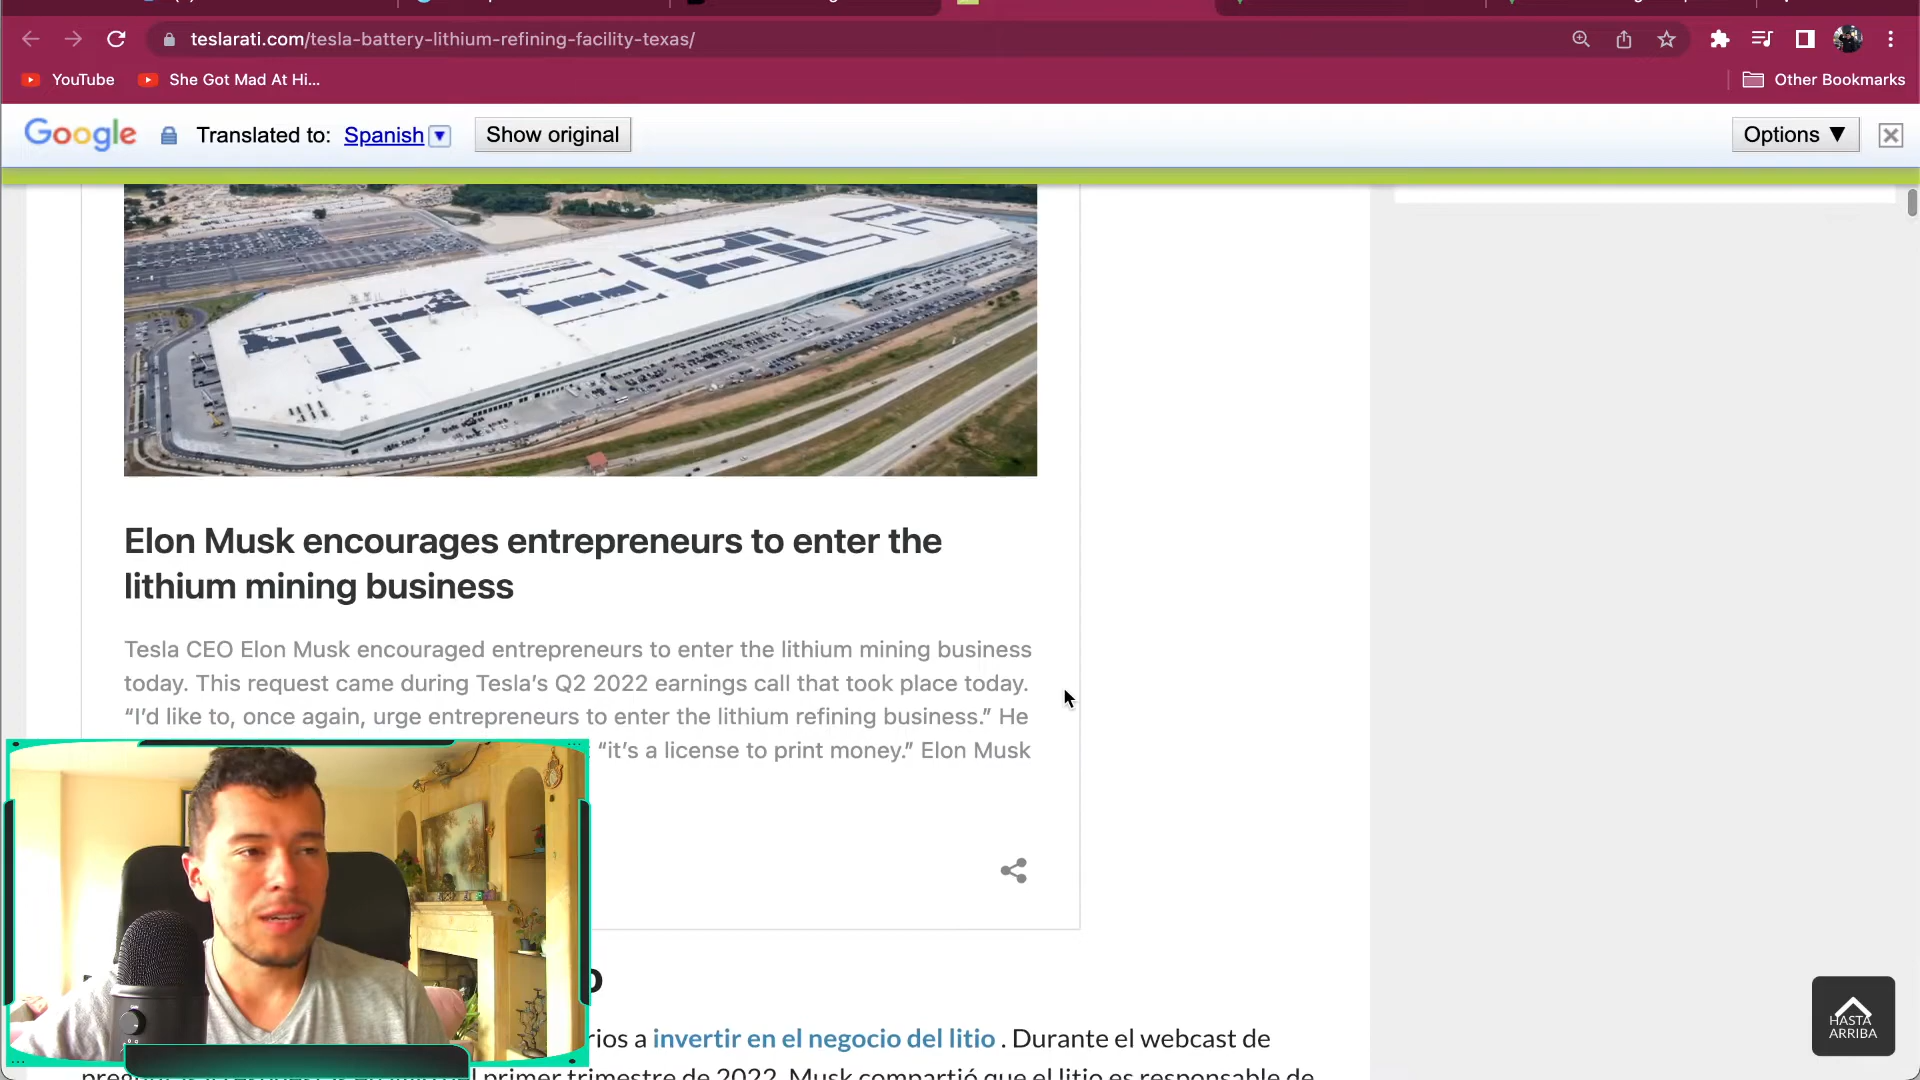 teslarati.com/tesla-battery-lithium-refining-facility-texas/
YouTube
She Got Mad At Hi...
Other Bookmarks
Google
Translated to: Spanish
Show original
Options ▼
TESLA
Elon Musk encourages entrepreneurs to enter the
lithium mining business
Tesla CEO Elon Musk encouraged entrepreneurs to enter the lithium mining business
today. This request came during Tesla's Q2 2022 earnings call that took place today.
“I'd like to, once again, urge entrepreneurs to enter the lithium refining business.” He
“it's a license to print money.” Elon Musk
a invertir en el negocio del litio . Durante el webcast de
primer trimestre de 2022, Musk compartió que el litio es responsable de
HASTA
ARRIBA